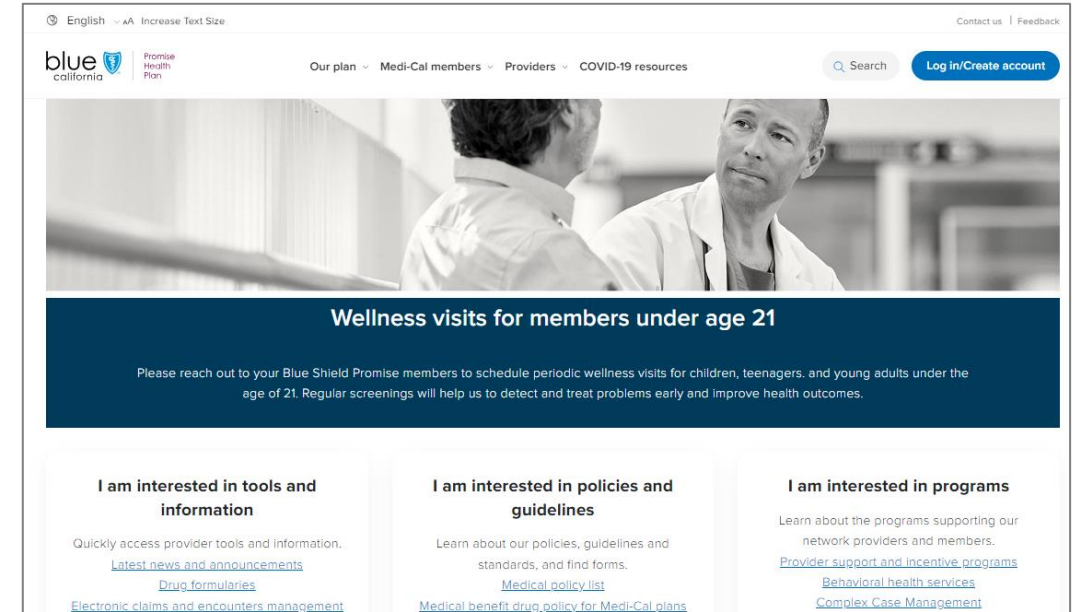 English AA Increase Text Size
Contact us | Feedback
blue california
Promise Health Plan
Our plan Medi-Cal members Providers COVID-19 resources
Search
Log in/Create account
Wellness visits for members under age 21
Please reach out to your Blue Shield Promise members to schedule periodic wellness visits for children, teenagers. and young adults under the
age of 21. Regular screenings will help us to detect and treat problems early and improve health outcomes.
I am interested in tools and
information
Quickly access provider tools and information.
Latest news and announcements
Drug formularies
Electronic claims and encounters management
I am interested in policies and
guidelines
Learn about our policies, guidelines and
standards, and find forms.
Medical policy list
Medical benefit drug policy for Medi-Cal plans
I am interested in programs
Learn about the programs supporting our
network providers and members.
Provider support and incentive programs
Behavioral health services
Complex Case Management